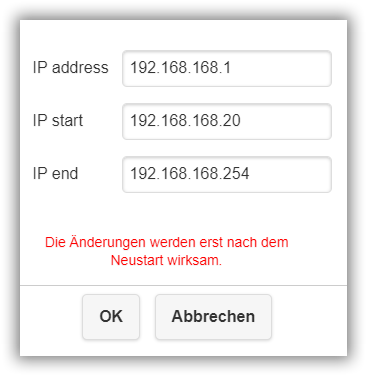 IP address 192.168.168.1
IP start 192.168.168.20
IP end 192.168.168.254
Die Änderungen werden erst nach dem
Neustart wirksam.
OK Abbrechen